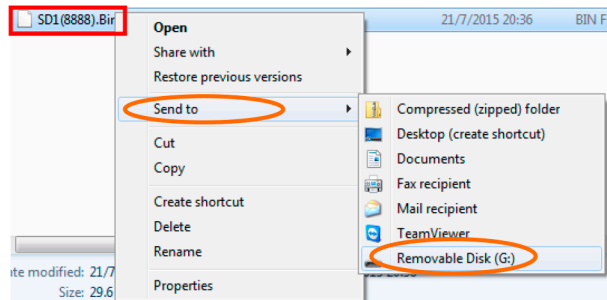 SD1(8888).Bin
21/7/2015 20:36
BIN F
Open
Share with
Restore previous versions
Send to
Cut
Copy
Create shortcut
Delete
Rename
Properties
Compressed (zipped) folder
Desktop (create shortcut)
Documents
Fax recipient
Mail recipient
TeamViewer
Removable Disk (G:)
te modified: 21/7
Size: 29.6